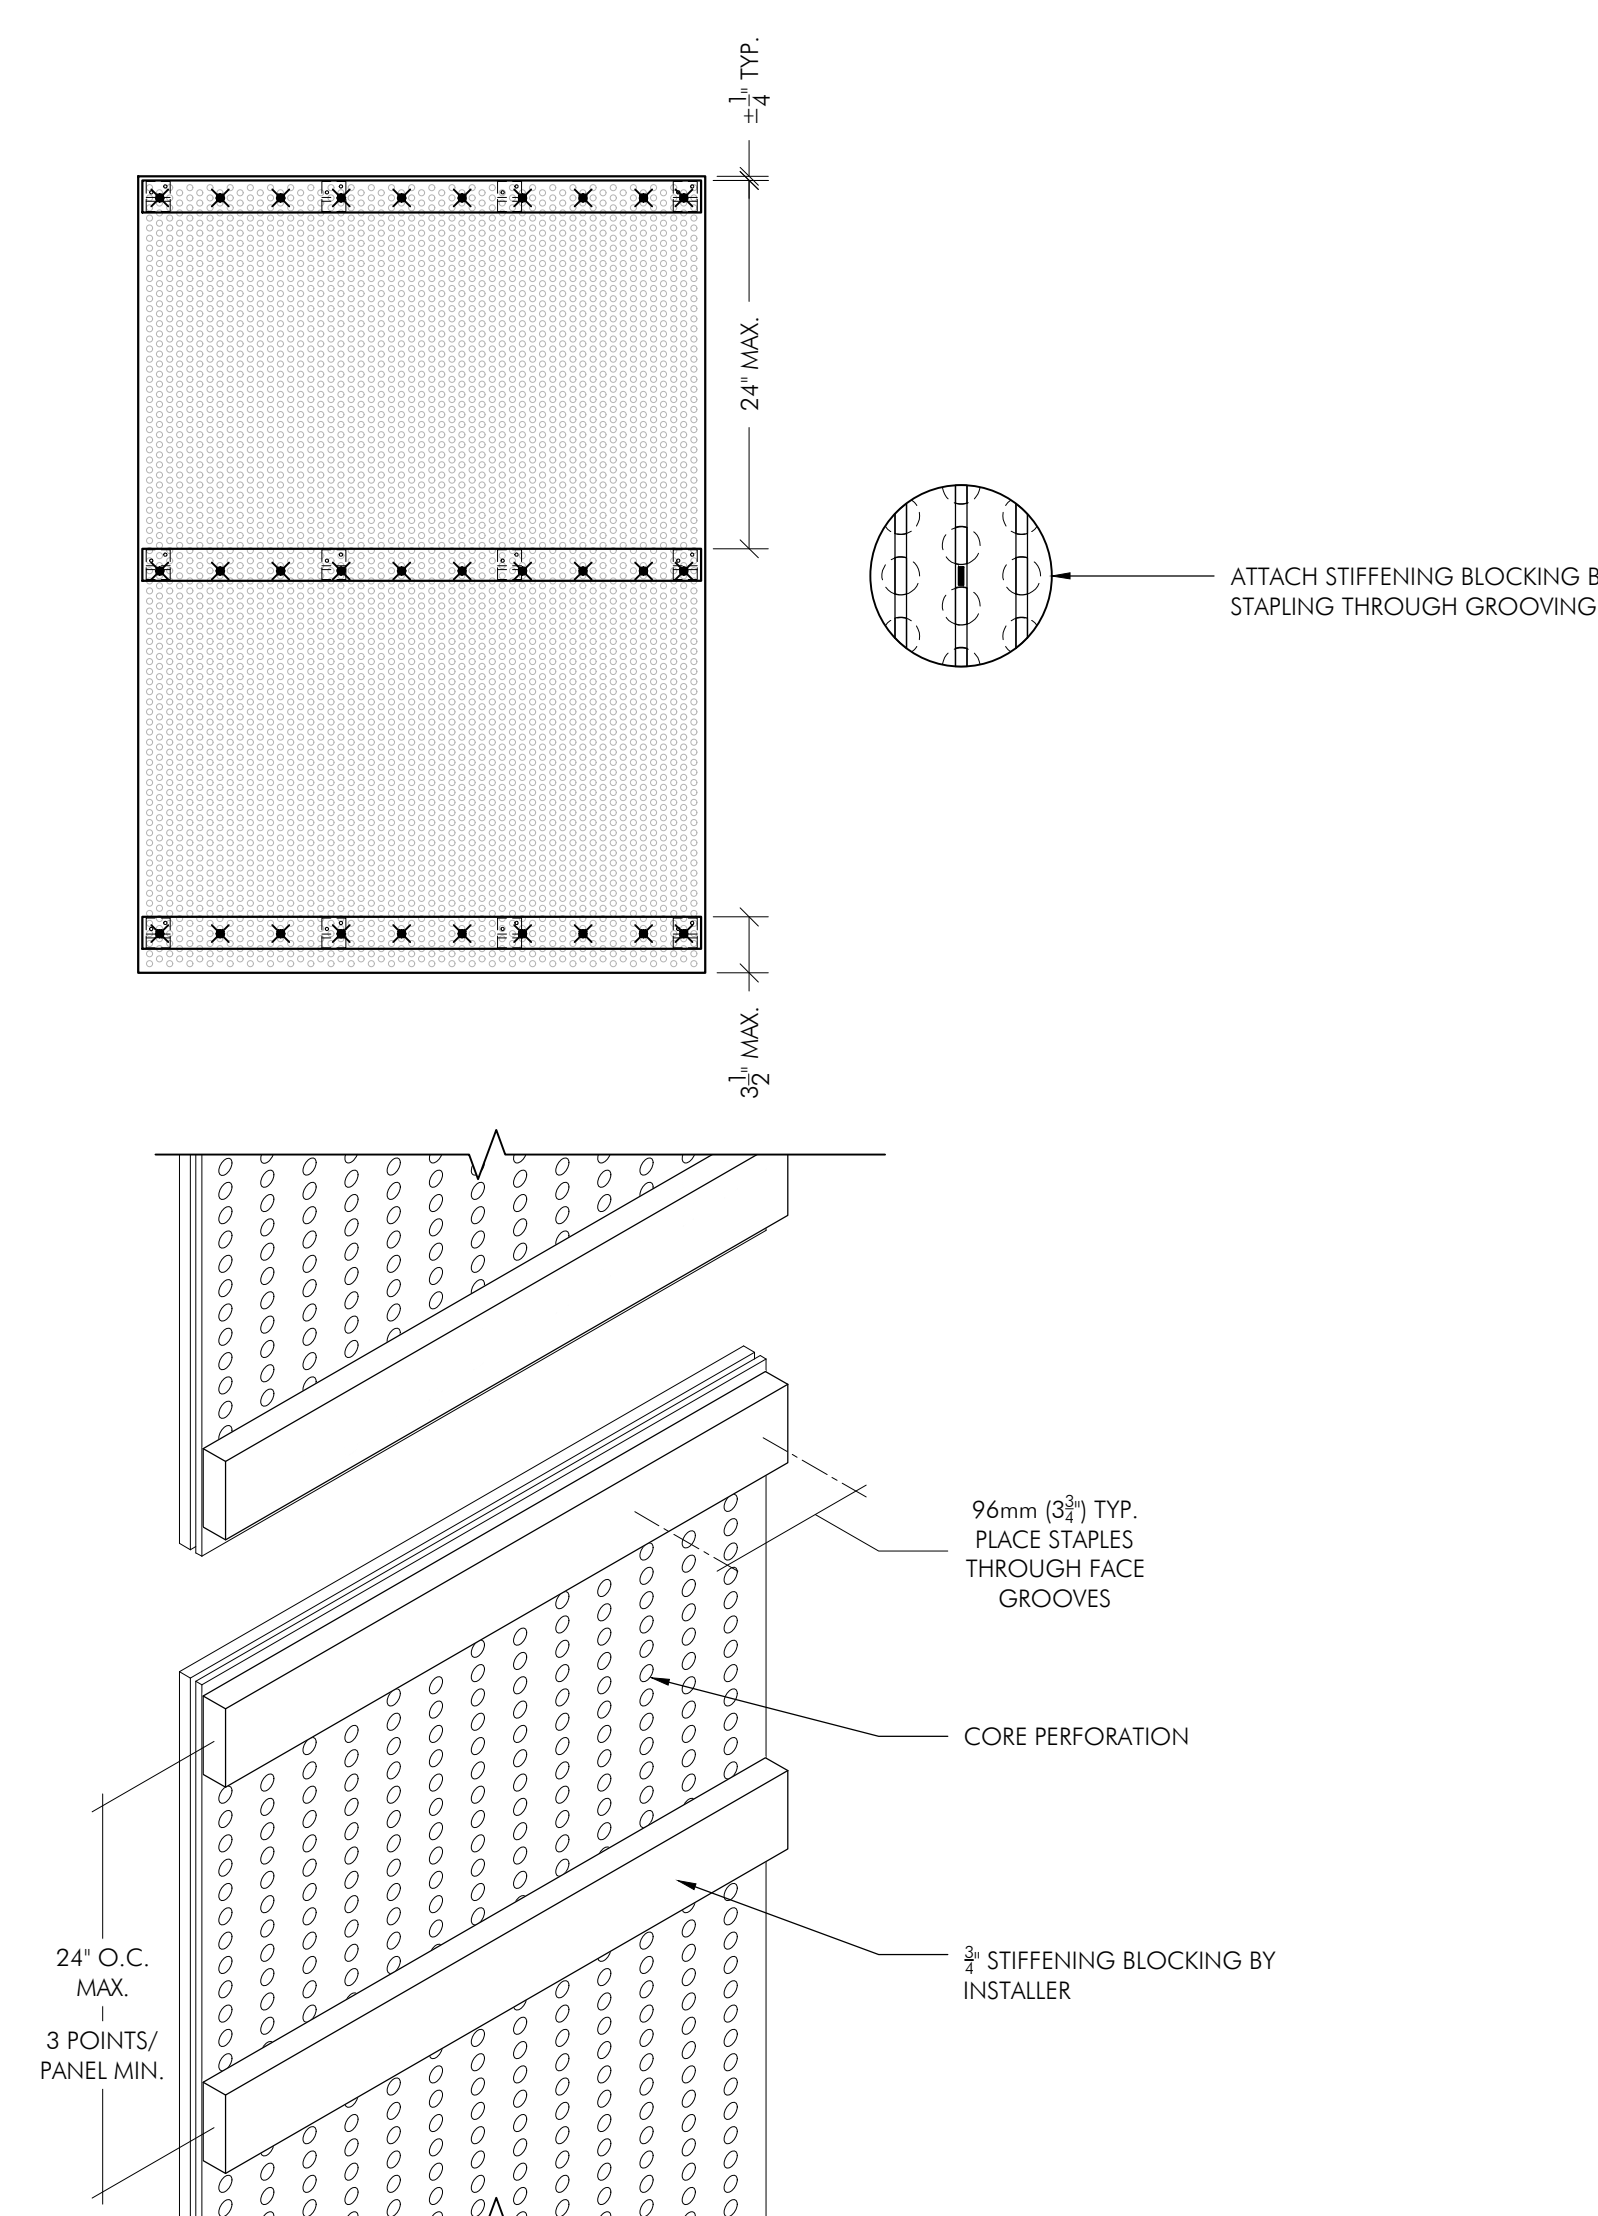 ±1/4" TYP.
24" MAX.
ATTACH STIFFENING BLOCKING
STAPLING THROUGH GROOVING
3 1/2" MAX.
96mm (3 3/4") TYP.
PLACE STAPLES
THROUGH FACE
GROOVES
CORE PERFORATION
24" O.C.
MAX.
3 POINTS/
PANEL MIN.
3/4" STIFFENING BLOCKING BY
INSTALLER